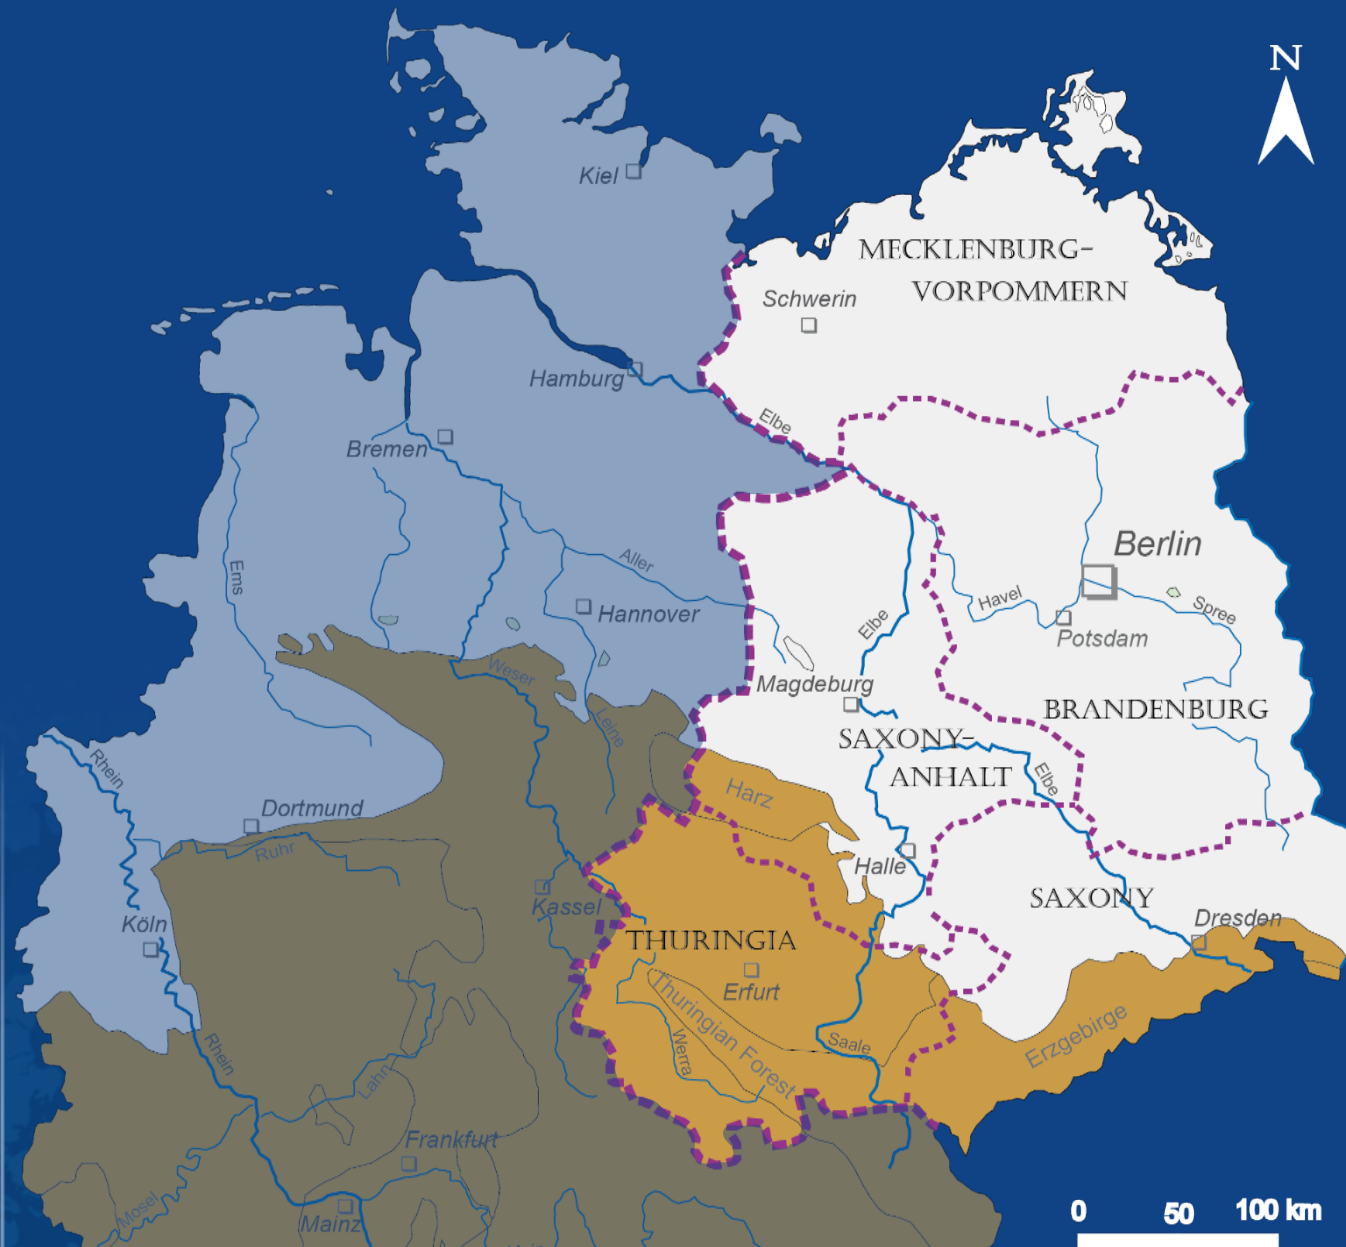 N
Kiel
MECKLENBURG-
VORPOMMERN
Schwerin
Hamburg
Elbe
Bremen
Berlin
Aller
Ems
Hannover
Havel
Spree
Elbe
Potsdam
Weser
Magdeburg
Leine
BRANDENBURG
SAXONY-
ANHALT
Rhein
Elbe
Harz
Dortmund
Ruhr
Halle
Kassel
SAXONY
Köln
Dresden
THURINGIA
Erfurt
Thuringian Forest
Werra
Saale
Erzgebirge
Rhein
Lahn
Frankfurt
Mosel
Mainz
0 50 100 km